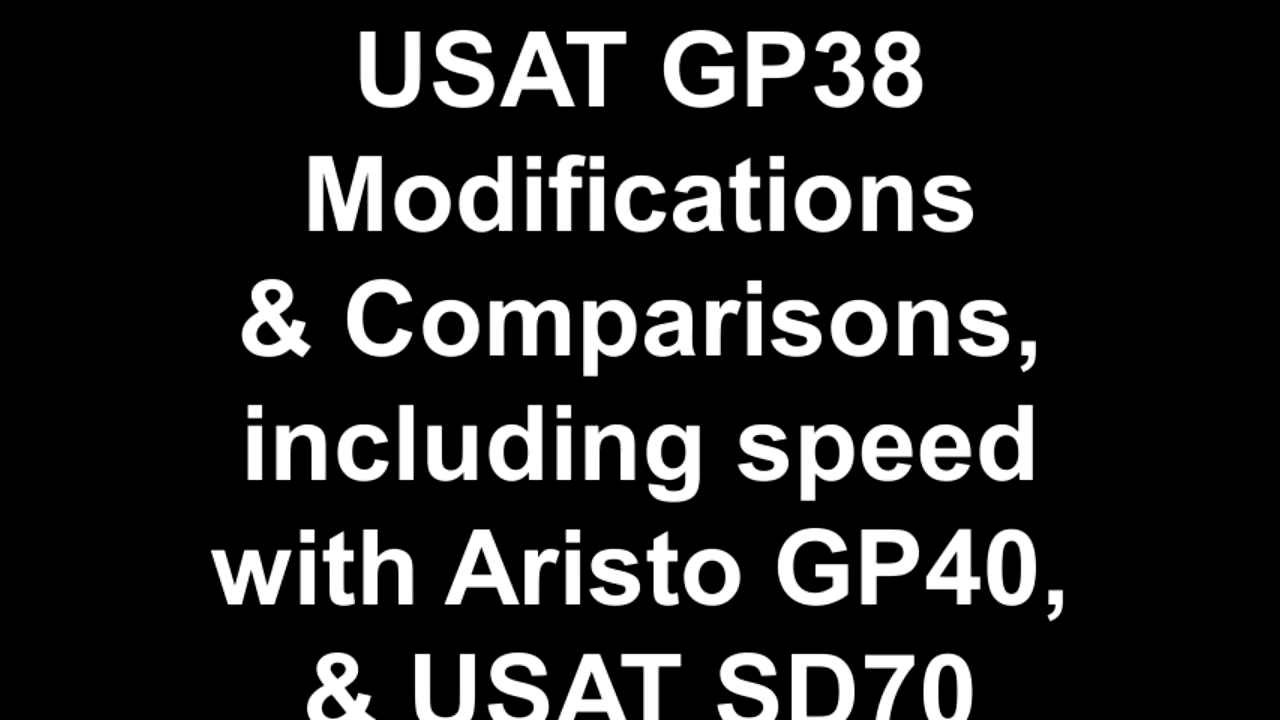 USAT GP38
Modifications
& Comparisons,
including speed
with Aristo GP40,
& USAT SD70